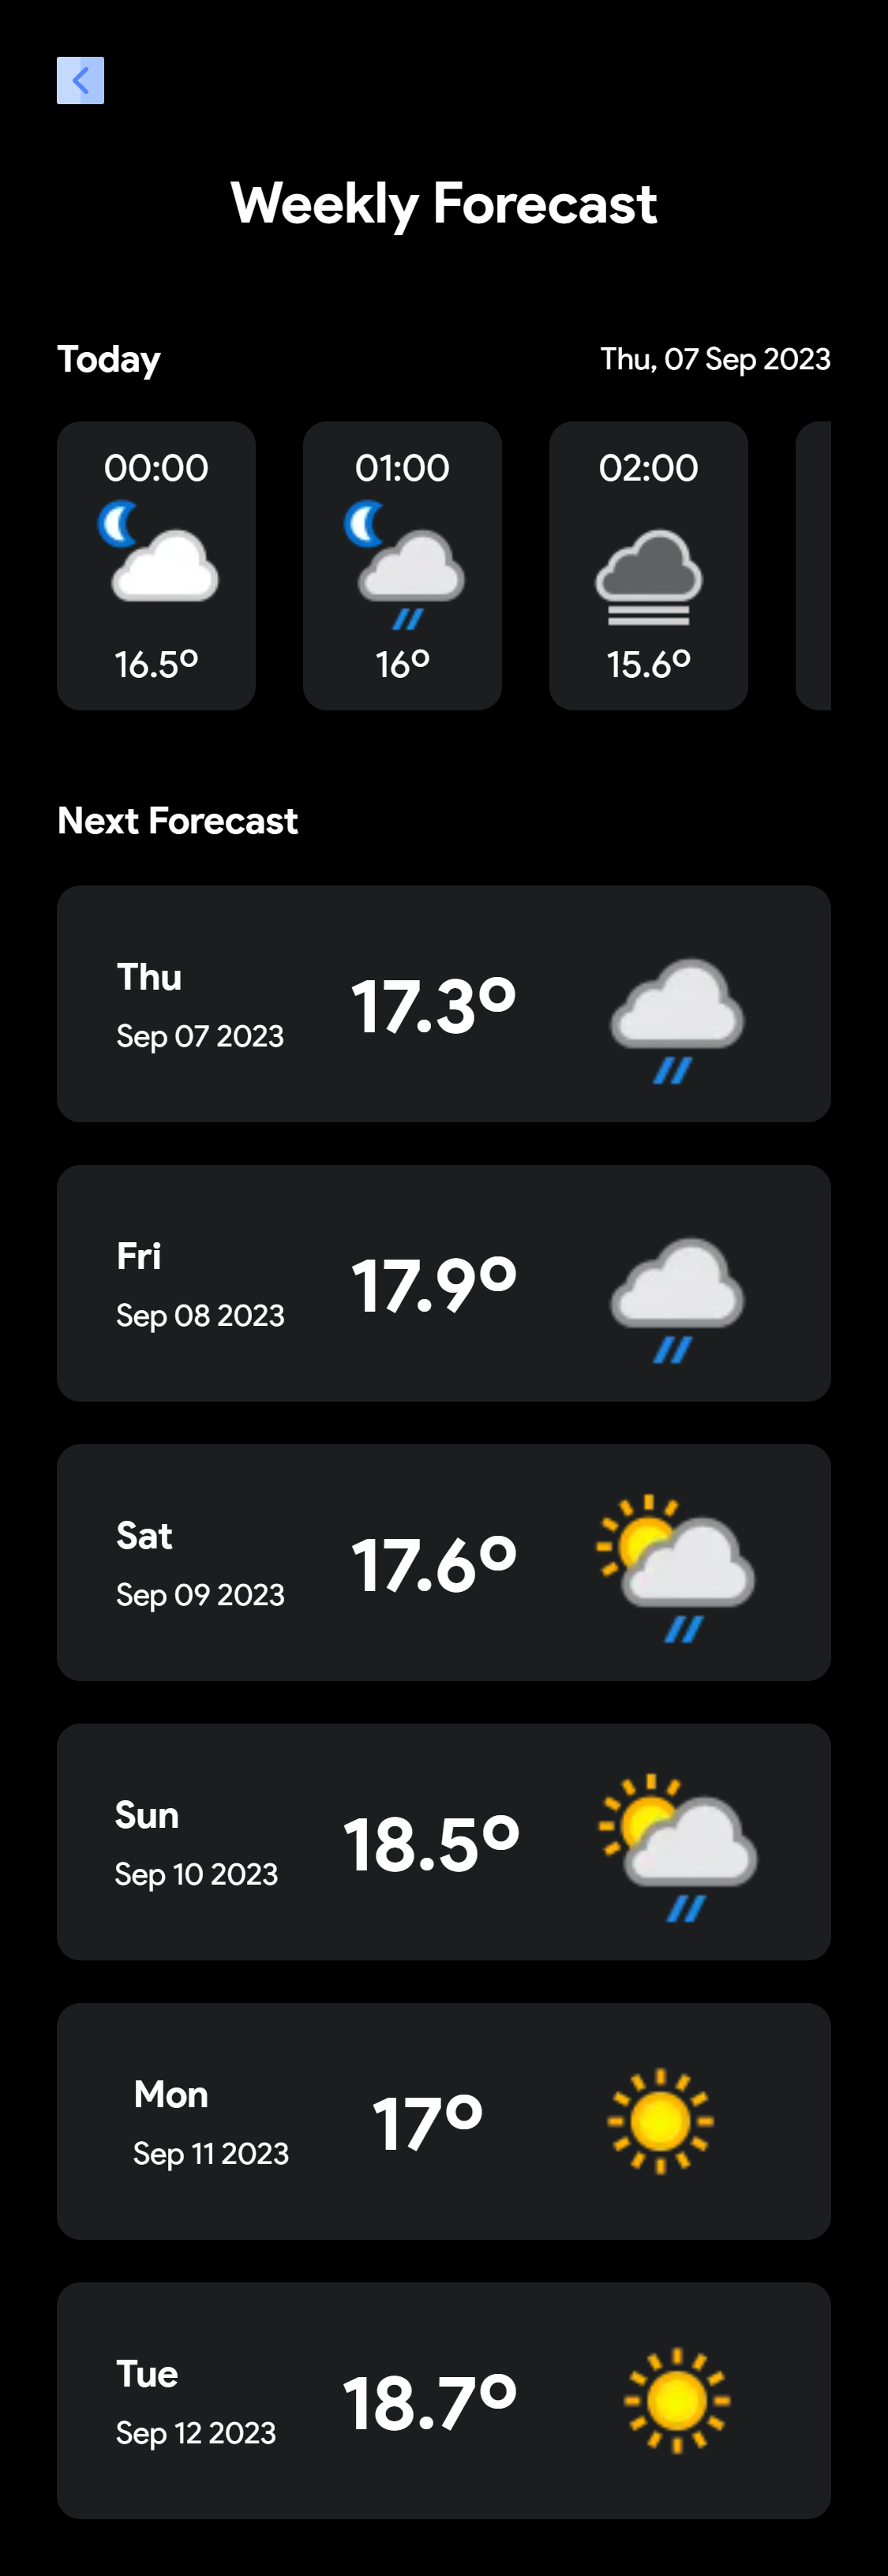 Weekly Forecast
Today
Thu, 07 Sep 2023
00:00
01:00
02:00
16.5º
16º
15.6º
Next Forecast
Thu
Sep 07 2023
17.3º
Fri
Sep 08 2023
17.9º
Sat
Sep 09 2023
17.6º
Sun
Sep 10 2023
18.5º
Mon
Sep 11 2023
17º
Tue
Sep 12 2023
18.7º